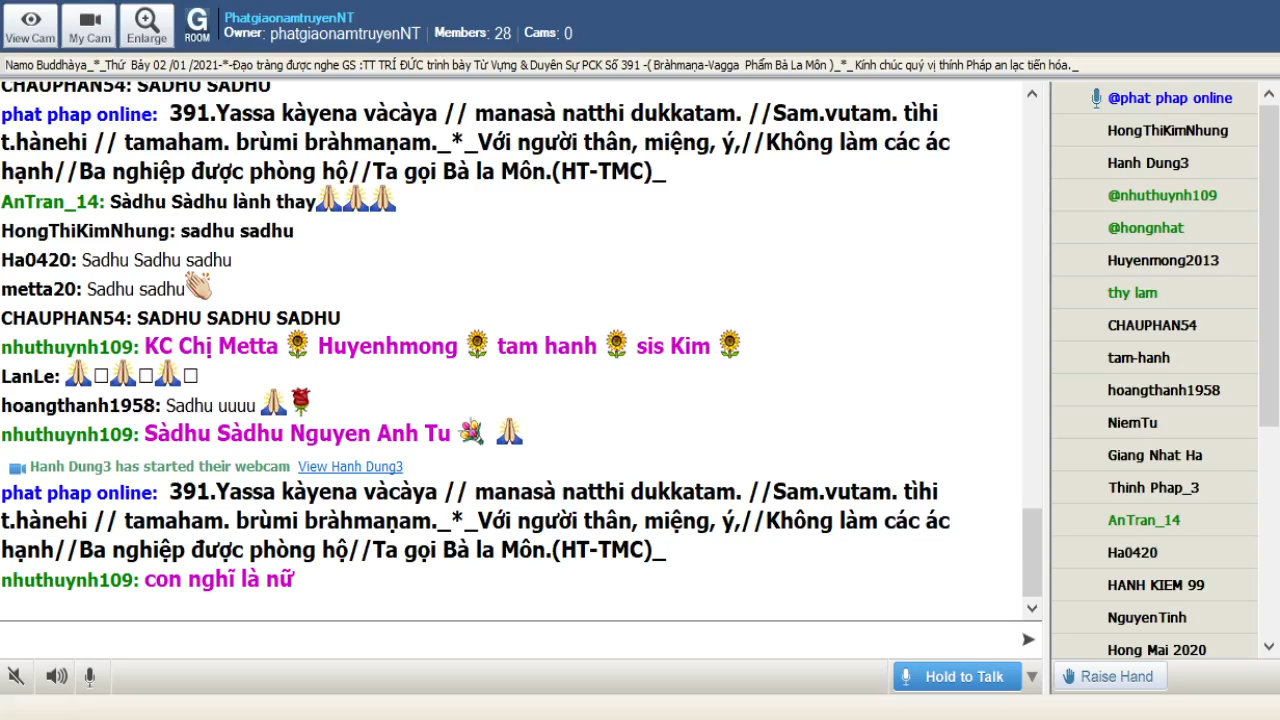 View Cam
My Cam
Enlarge
G
ROOM
PhatgiaonamtruyenNT
Owner: phatgiaonamtruyenNT | Members: 28 | Cams: 0
Namo Buddhàya_*_Thứ Bảy 02 /01 /2021-*-Đạo tràng được nghe GS :TT TRÍ ĐỨC trình bày Từ Vựng & Duyên Sự PCK Số 391 -( Bràhmaṇa-Vagga Phẩm Bà La Môn )_*_Kính chúc quý vị thính Pháp an lạc tiến hóa._
CHAUPHAN54: SADHU SADHU
phat phap online: 391.Yassa kàyena vàcàya // manasà natthi dukkatam. //Sam.vutam. tìhi
t.hànehi // tamaham. brùmi bràhmaṇam._*_Với người thân, miệng, ý,//Không làm các ác
hạnh//Ba nghiệp được phòng hộ//Ta gọi Bà la Môn.(HT-TMC)_
AnTran_14: Sàdhu Sàdhu lành thay🙏🙏🙏
HongThiKimNhung: sadhu sadhu
Ha0420: Sadhu Sadhu sadhu
metta20: Sadhu sadhu👏
CHAUPHAN54: SADHU SADHU SADHU
nhuthuynh109: KC Chị Metta 🌻 Huyenhmong 🌻 tam hanh 🌻 sis Kim 🌻
LanLe: 🙏□🙏□🙏□
hoangthanh1958: Sadhu uuuu 🙏🌹
nhuthuynh109: Sàdhu Sàdhu Nguyen Anh Tu 💐 🙏
Hanh Dung3 has started their webcam View Hanh Dung3
phat phap online: 391.Yassa kàyena vàcàya // manasà natthi dukkatam. //Sam.vutam. tìhi
t.hànehi // tamaham. brùmi bràhmaṇam._*_Với người thân, miệng, ý,//Không làm các ác
hạnh//Ba nghiệp được phòng hộ//Ta gọi Bà la Môn.(HT-TMC)_
nhuthuynh109: con nghĩ là nữ
Hold to Talk
@phat phap online
HongThiKimNhung
Hanh Dung3
@nhuthuynh109
@hongnhat
Huyenmong2013
thy lam
CHAUPHAN54
tam-hanh
hoangthanh1958
NiemTu
Giang Nhat Ha
Thinh Phap_3
AnTran_14
Ha0420
HANH KIEM 99
NguyenTinh
Hong Mai 2020
Raise Hand